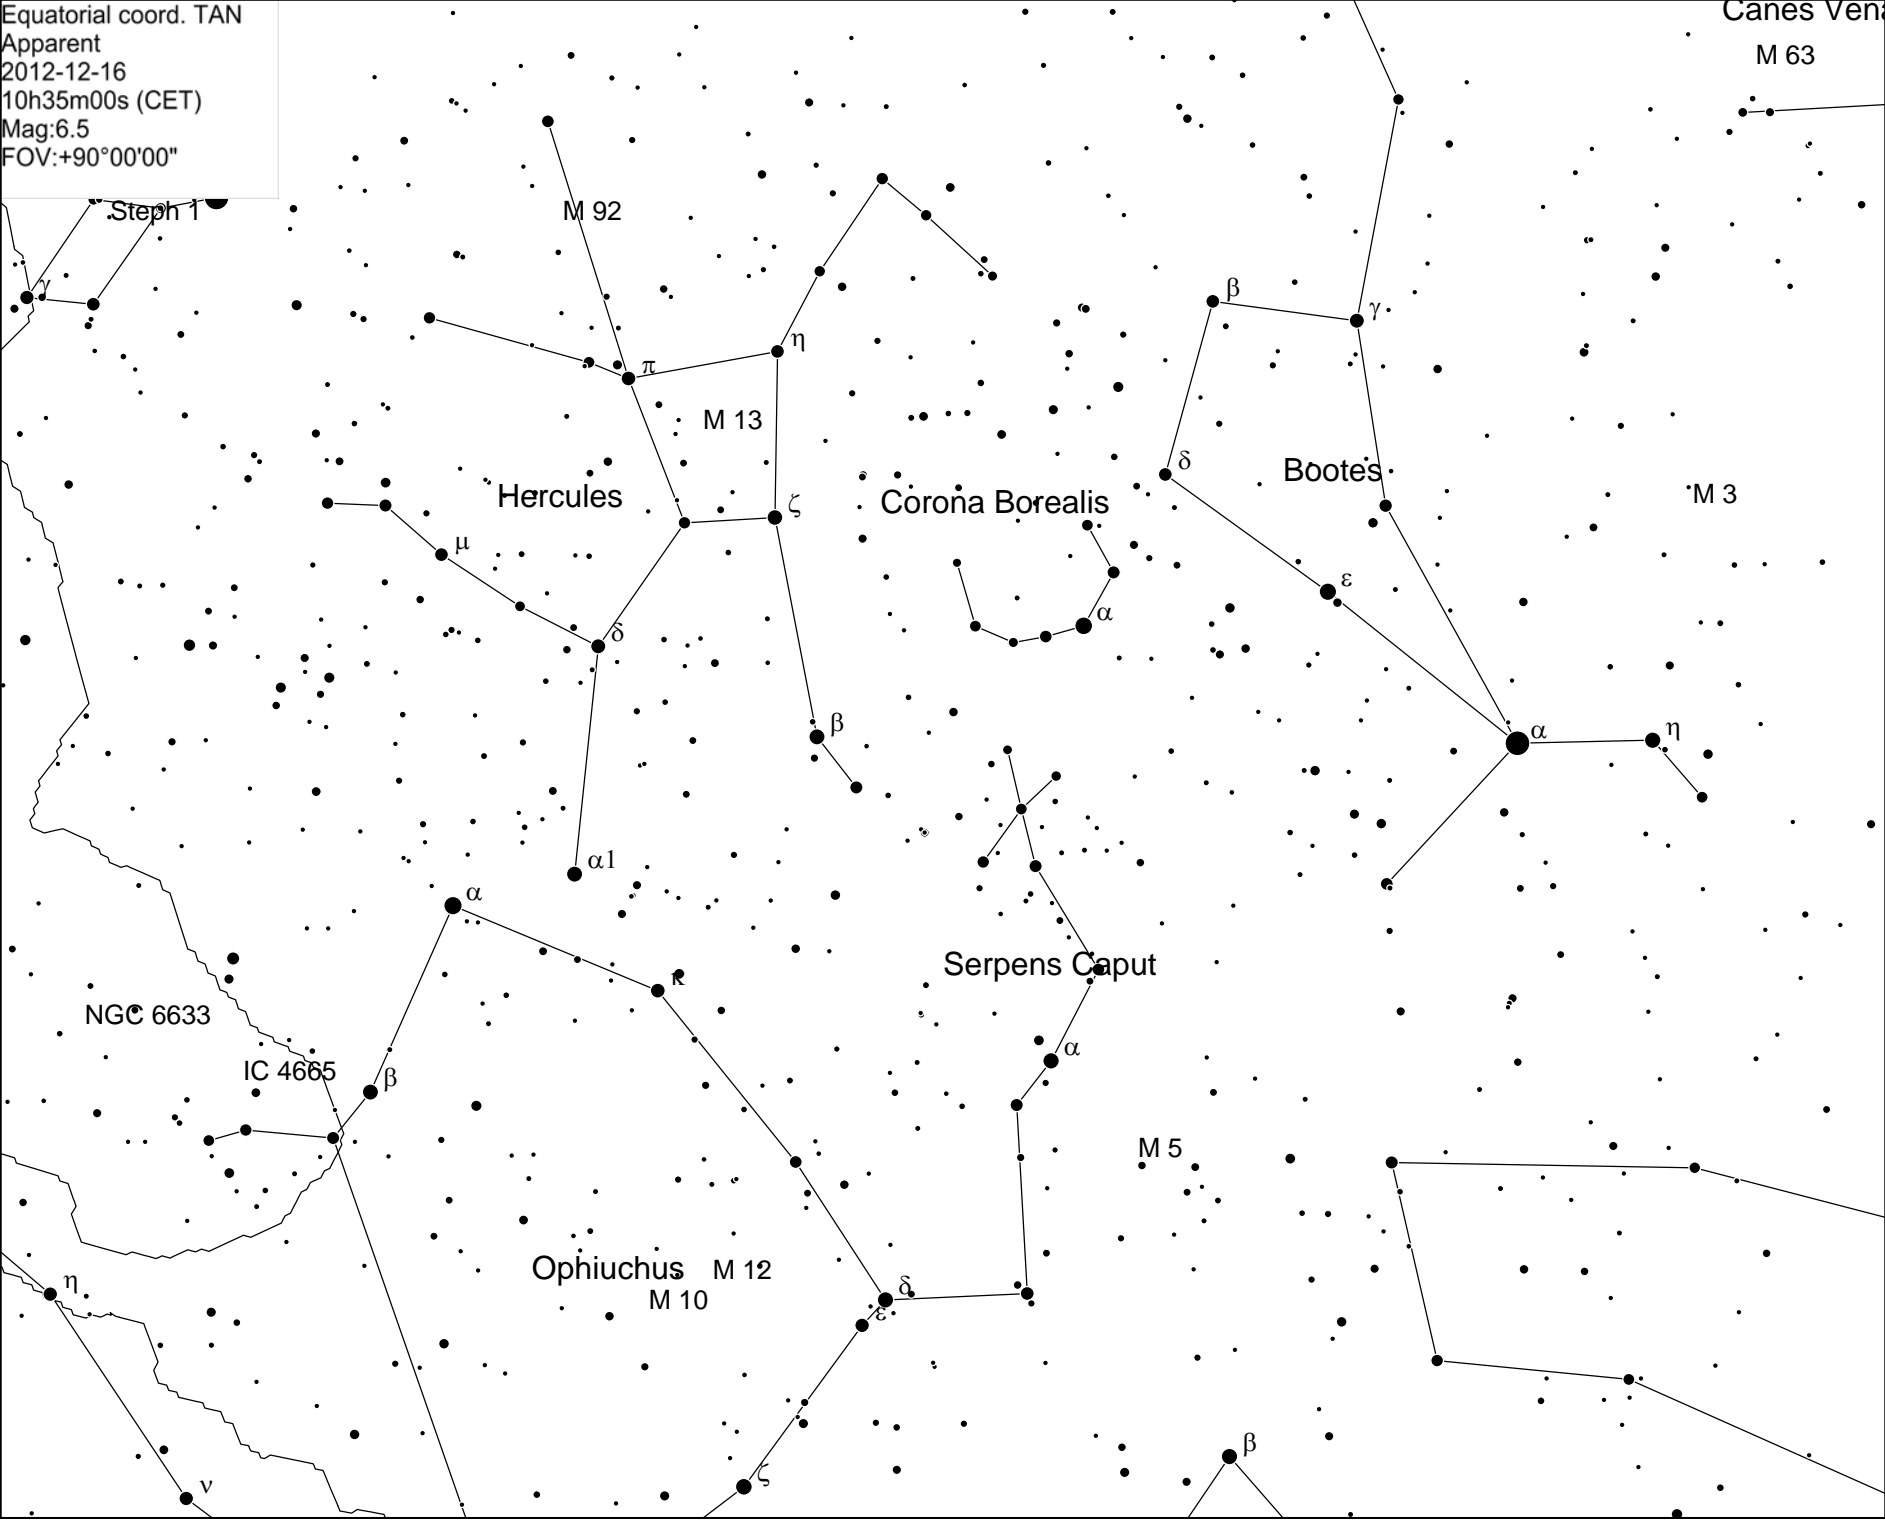 Equatorial coord. TAN
Apparent
2012-12-16
10h35m00s (CET)
Mag:6.5
FOV:+90°00'00"
Canes Vena
M 63
Steph 1
M 92
γ
β
γ
η
π
M 13
δ
Bootes
M 3
Hercules
Corona Borealis
ζ
μ
ε
α
δ
β
α
η
α1
α
Serpens Caput
κ
NGC 6633
α
IC 4665
β
M 5
Ophiuchus
M 12
η
δ
M 10
ε
β
ζ
ν